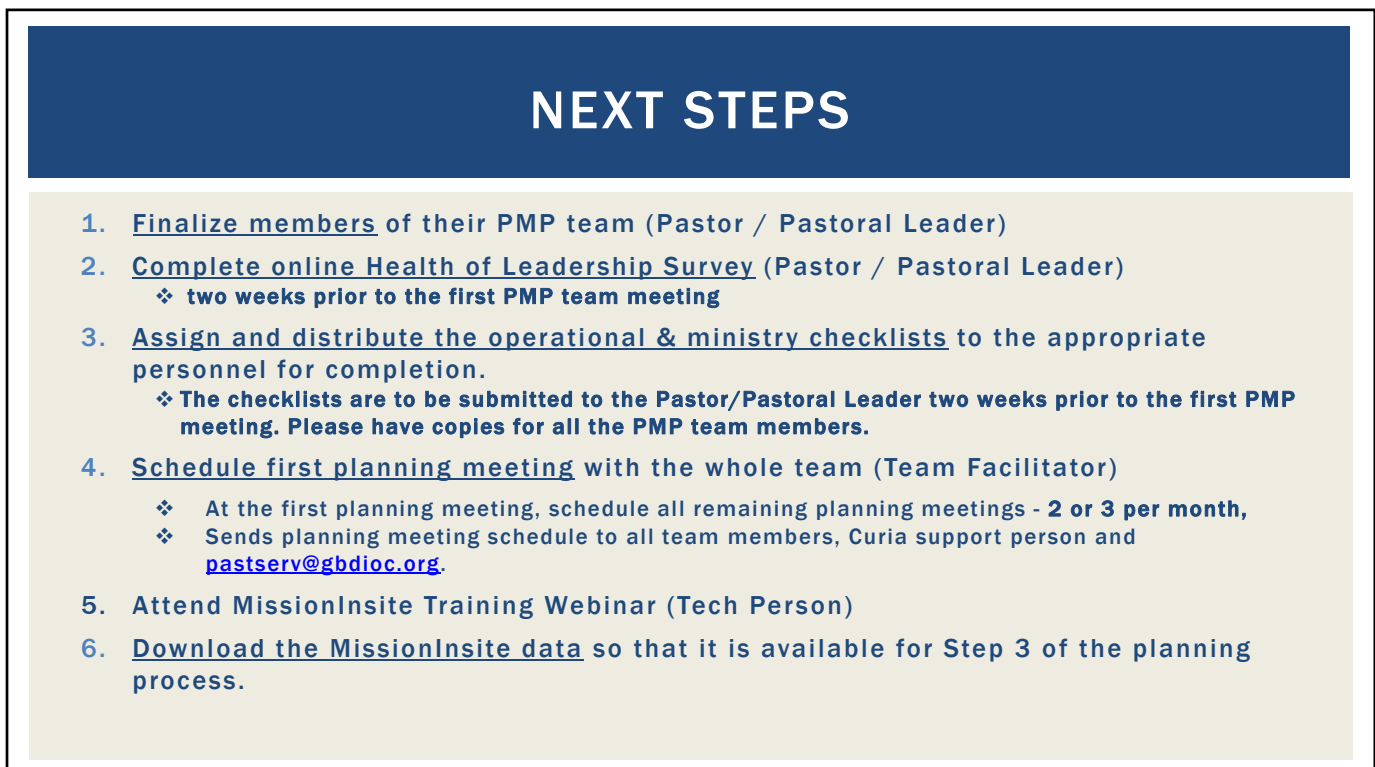 NEXT STEPS
1. Finalize members of their PMP team (Pastor / Pastoral Leader)
2. Complete online Health of Leadership Survey (Pastor / Pastoral Leader)
❖ two weeks prior to the first PMP team meeting
3. Assign and distribute the operational & ministry checklists to the appropriate
personnel for completion.
❖ The checklists are to be submitted to the Pastor/Pastoral Leader two weeks prior to the first PMP
meeting. Please have copies for all the PMP team members.
4. Schedule first planning meeting with the whole team (Team Facilitator)
❖ At the first planning meeting, schedule all remaining planning meetings - 2 or 3 per month,
❖ Sends planning meeting schedule to all team members, Curia support person and
pastserv@gbdioc.org.
5. Attend MissionInsite Training Webinar (Tech Person)
6. Download the MissionInsite data so that it is available for Step 3 of the planning
process.